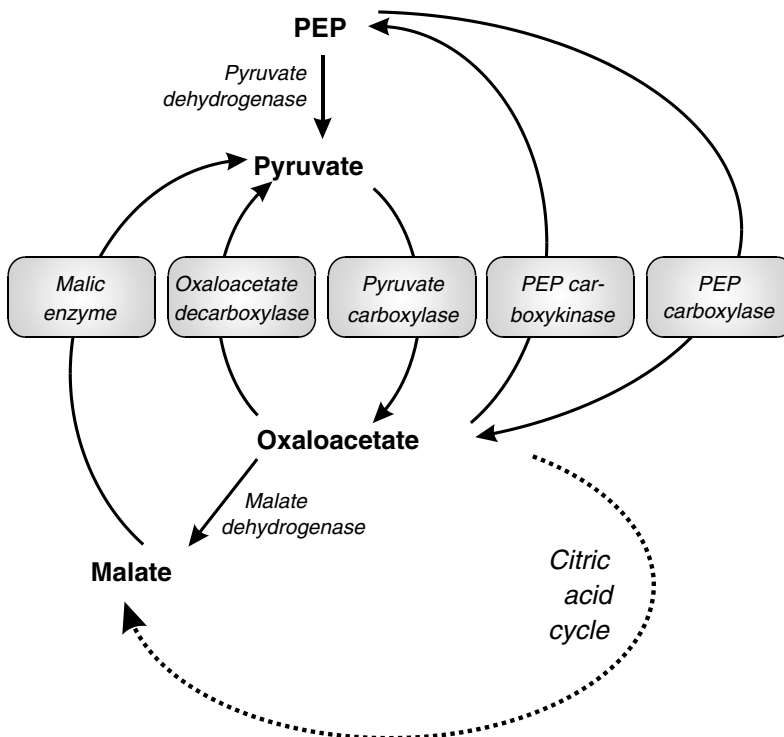 PEP
Pyruvate
dehydrogenase
Pyruvate
Malic
enzyme
Oxaloacetate
decarboxylase
Pyruvate
carboxylase
PEP car-
boxykinase
PEP
carboxylase
Oxaloacetate
Malate
dehydrogenase
Malate
Citric
acid
cycle